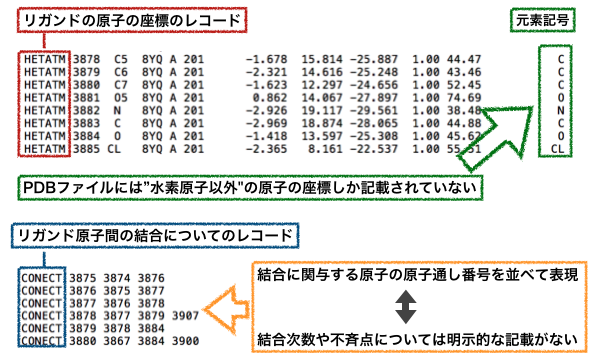 リガンドの原子の座標のレコード
元素記号
HETATM 3878 C5 8YQ A 201 -1.678 15.814 -25.887 1.00 44.47 C
HETATM 3879 C6 8YQ A 201 -2.321 14.616 -25.248 1.00 43.46 C
HETATM 3880 C7 8YQ A 201 -1.623 12.297 -24.656 1.00 52.45 C
HETATM 3881 O5 8YQ A 201 0.862 14.067 -27.897 1.00 74.69 O
HETATM 3882 N 8YQ A 201 -2.926 19.117 -29.561 1.00 38.48 N
HETATM 3883 C 8YQ A 201 -2.969 18.874 -28.065 1.00 44.88 C
HETATM 3884 O 8YQ A 201 -1.418 13.597 -25.308 1.00 45.62 O
HETATM 3885 CL 8YQ A 201 -2.365 8.161 -22.537 1.00 CL
PDBファイルには”水素原子以外"の原子の座標しか記載されていない
リガンド原子間の結合についてのレコード
CONECT 3875 3874 3876
CONECT 3876 3875 3877
CONECT 3877 3876 3878
CONECT 3878 3877 3879 3907
CONECT 3879 3878 3884
CONECT 3880 3867 3884 3900
結合に関与する原子の原子通し番号を並べて表現
結合次数や不斉点については明示的な記載がない